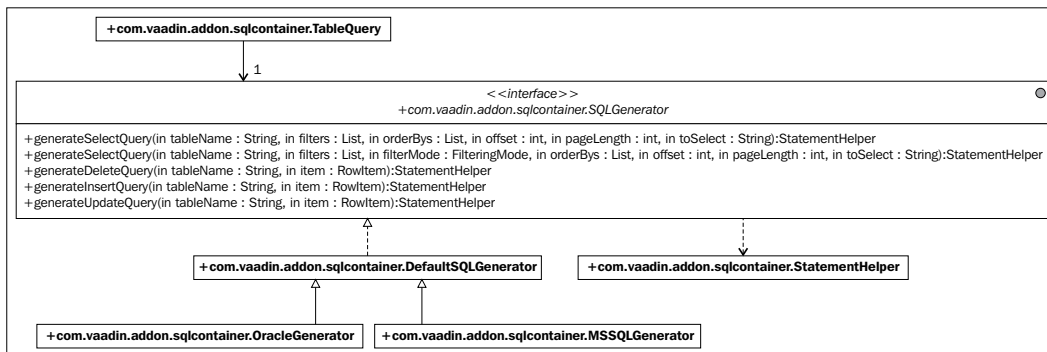 +com.vaadin.addon.sqlcontainer.TableQuery
1
<<interface>>
+com.vaadin.addon.sqlcontainer.SQLGenerator
+generateSelectQuery(in tableName : String, in filters : List, in orderBys : List, in offset : int, in pageLength : int, in toSelect : String):StatementHelper
+generateSelectQuery(in tableName : String, in filters : List, in filterMode : FilteringMode, in orderBys : List, in offset : int, in pageLength : int, in toSelect : String):StatementHelper
+generateDeleteQuery(in tableName : String, in item : RowItem):StatementHelper
+generateInsertQuery(in tableName : String, in item : RowItem):StatementHelper
+generateUpdateQuery(in tableName : String, in item : RowItem):StatementHelper
+com.vaadin.addon.sqlcontainer.DefaultSQLGenerator
+com.vaadin.addon.sqlcontainer.StatementHelper
+com.vaadin.addon.sqlcontainer.OracleGenerator
+com.vaadin.addon.sqlcontainer.MSSQLGenerator